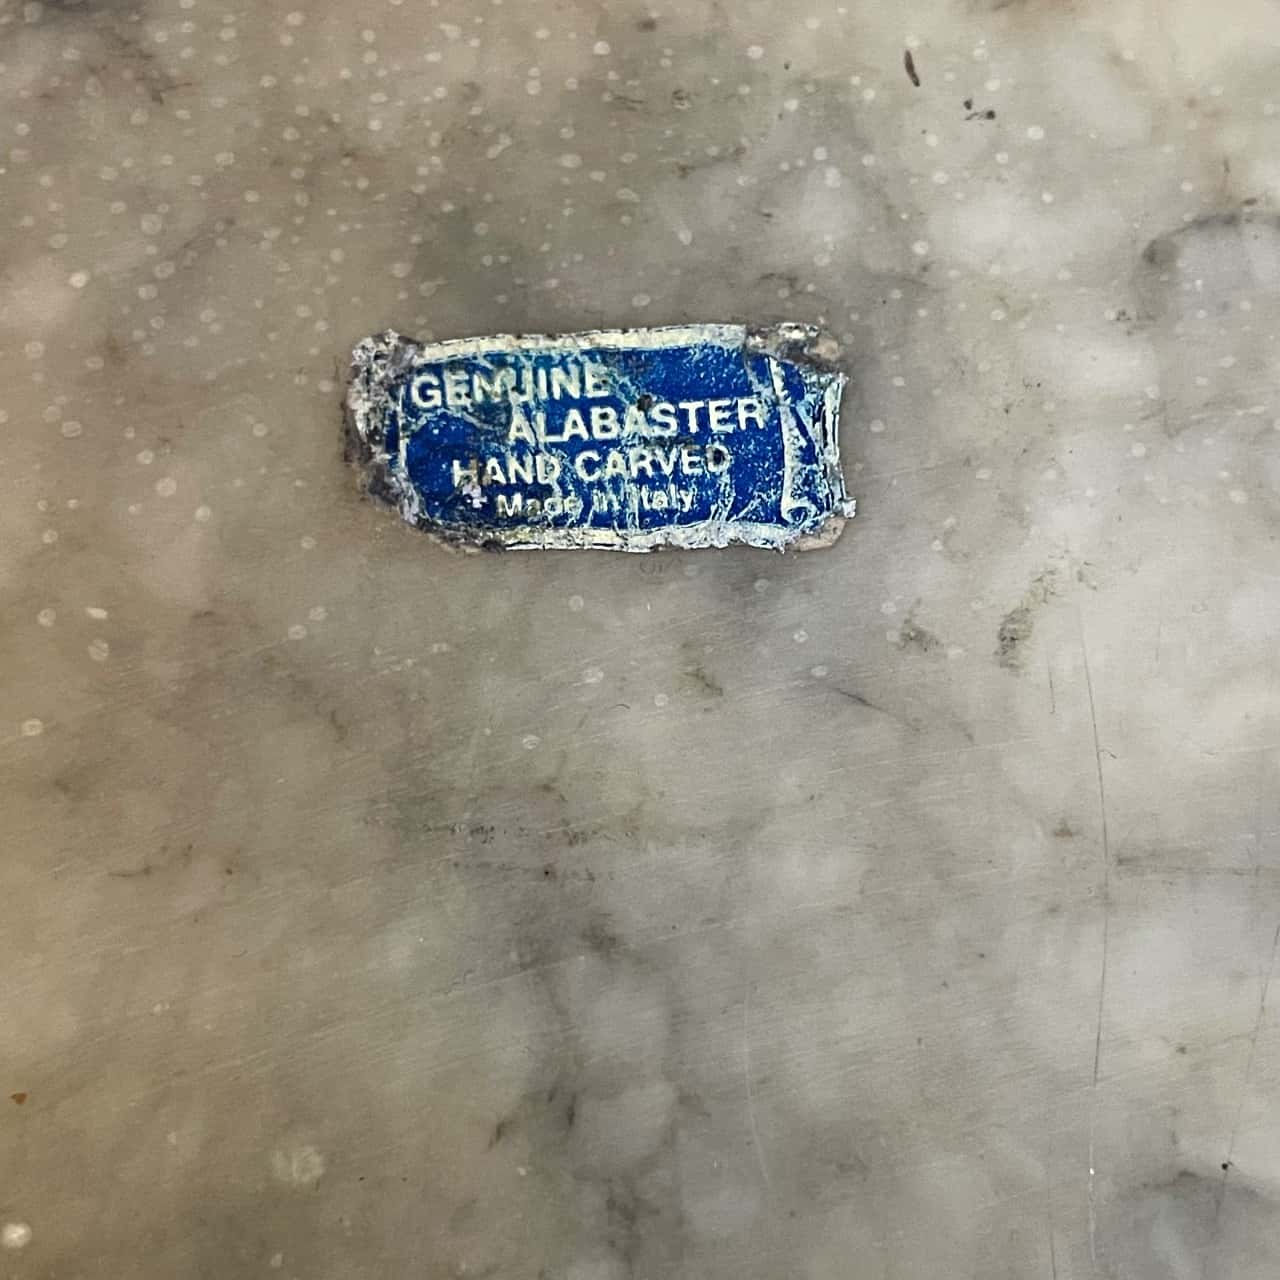 GENUINE
ALABASTER
HAND CARVED
Made in Italy